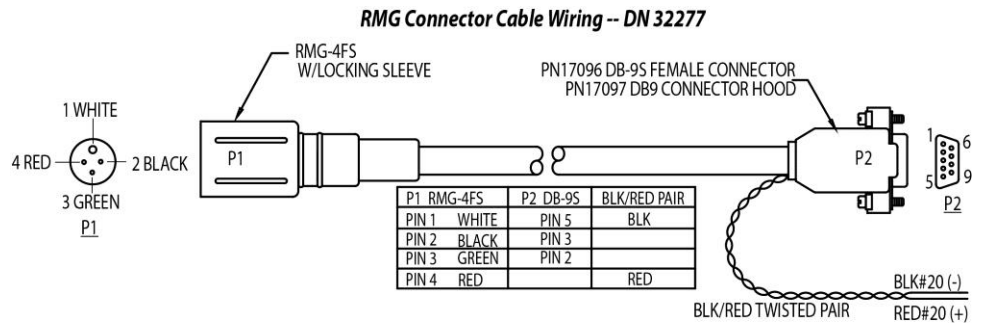 RMG Connector Cable Wiring -- DN 32277
RMG-4FS
W/LOCKING SLEEVE
PN17096 DB-9S FEMALE CONNECTOR
PN17097 DB9 CONNECTOR HOOD
1 WHITE
4 RED
2 BLACK
3 GREEN
P1
P1
P2
1
6
5
9
P2
P1 RMG-4FS P2 DB-9S BLK/RED PAIR
PIN 1 WHITE PIN 5 BLK
PIN 2 BLACK PIN 3
PIN 3 GREEN PIN 2
PIN 4 RED RED
BLK/RED TWISTED PAIR
BLK#20 (-)
RED#20 (+)